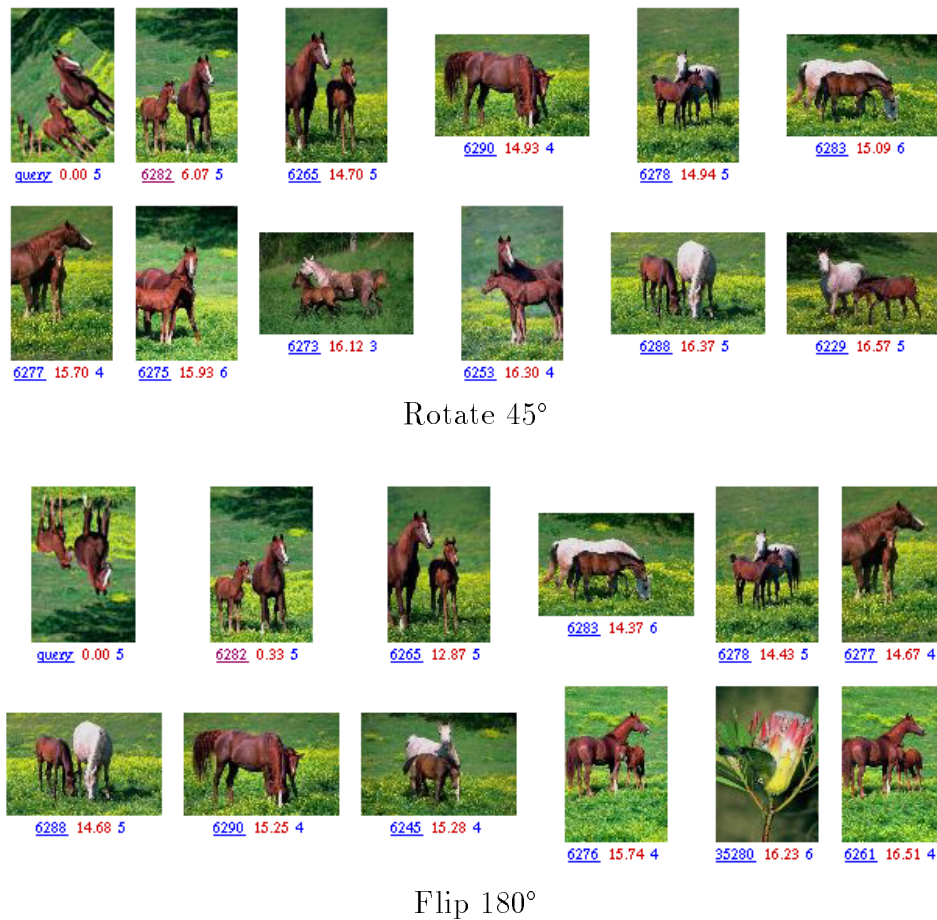 query 0.00 5
6282 6.07 5
6265 14.70 5
6290 14.93 4
6278 14.94 5
6283 15.09 6
6277 15.70 4
6275 15.93 6
6273 16.12 3
6253 16.30 4
6288 16.37 5
6229 16.57 5
Rotate 45°
query 0.00 5
6282 0.33 5
6265 12.87 5
6283 14.37 6
6278 14.43 5
6277 14.67 4
6288 14.68 5
6290 15.25 4
6245 15.28 4
6276 15.74 4
35280 16.23 6
6261 16.51 4
Flip 180°